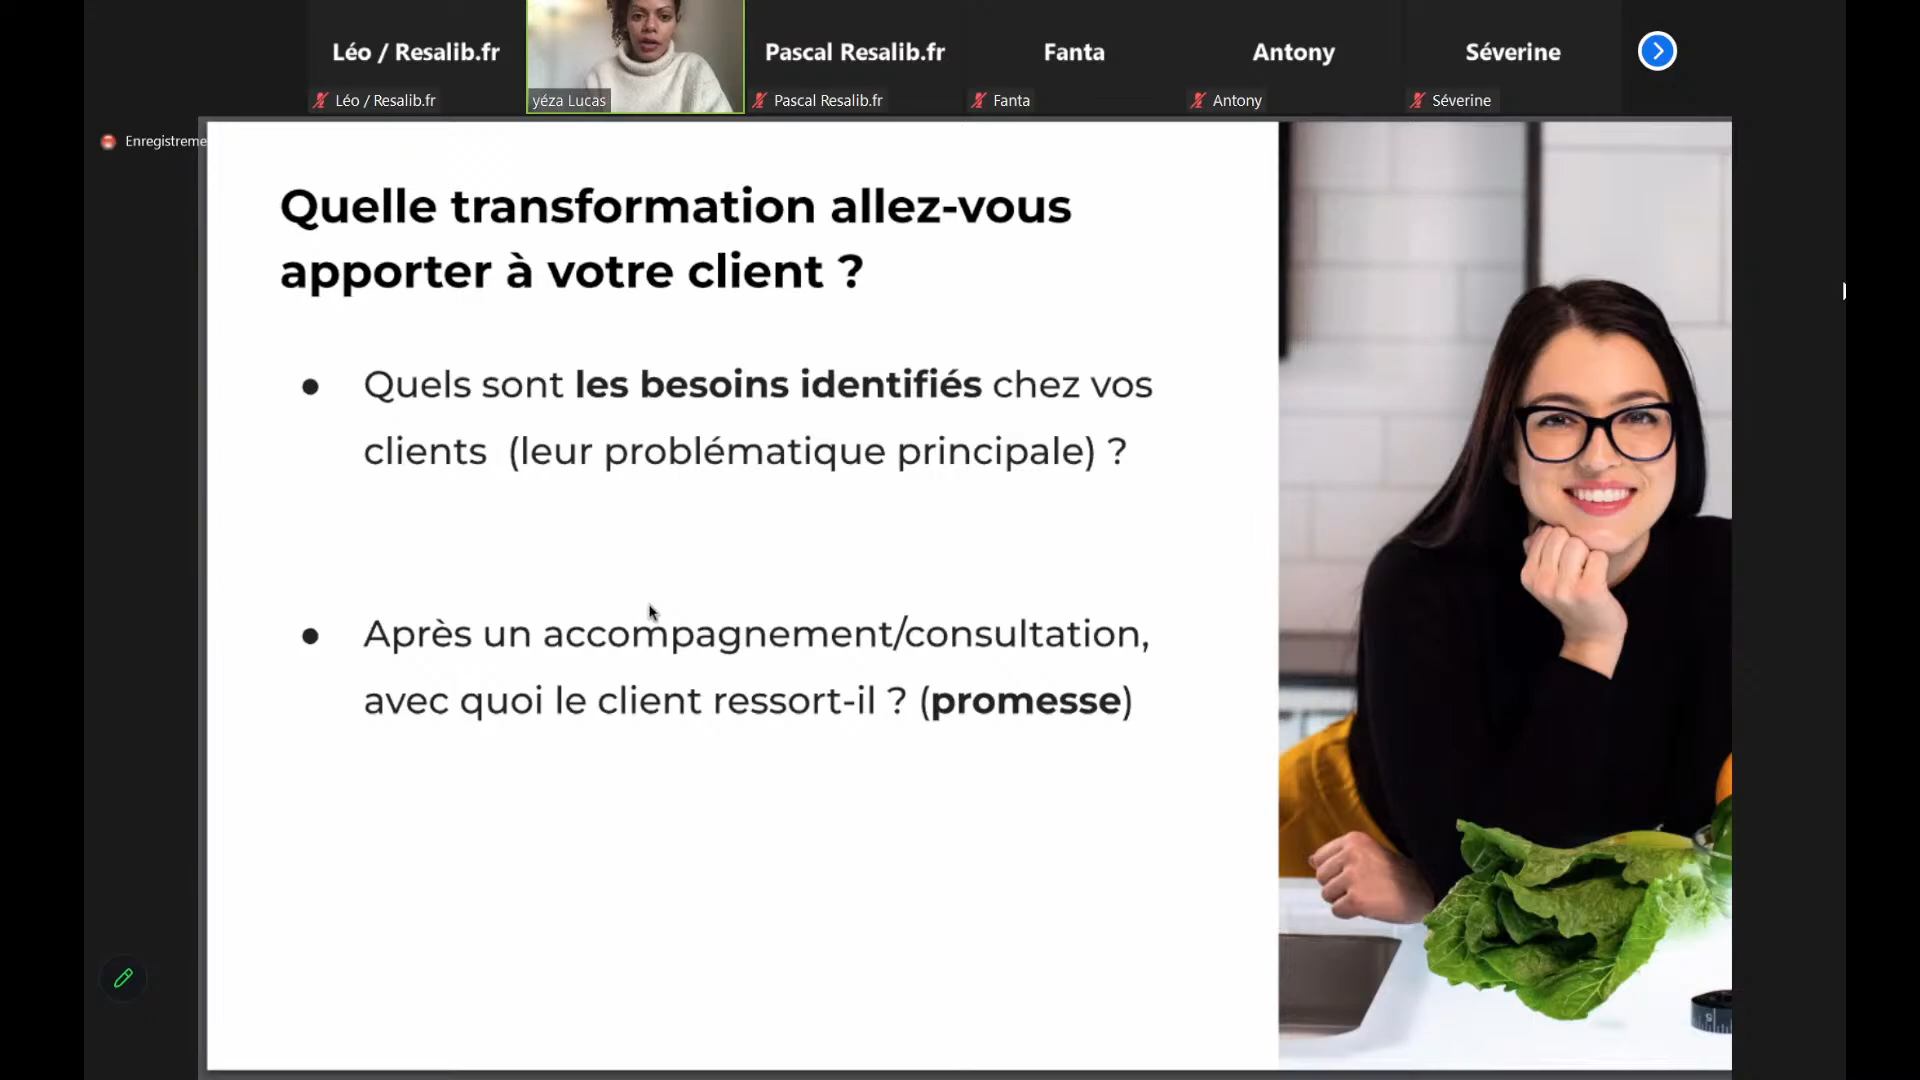 Léo / Resalib.fr
Pascal Resalib.fr
Fanta
Antony
Séverine
Léo / Resalib.fr
yéza Lucas
Pascal Resalib.fr
Fanta
Antony
Séverine
Enregistreme
Quelle transformation allez-vous
apporter à votre client ?
● Quels sont les besoins identifiés chez vos
clients (leur problématique principale) ?
● Après un accompagnement/consultation,
avec quoi le client ressort-il ? (promesse)